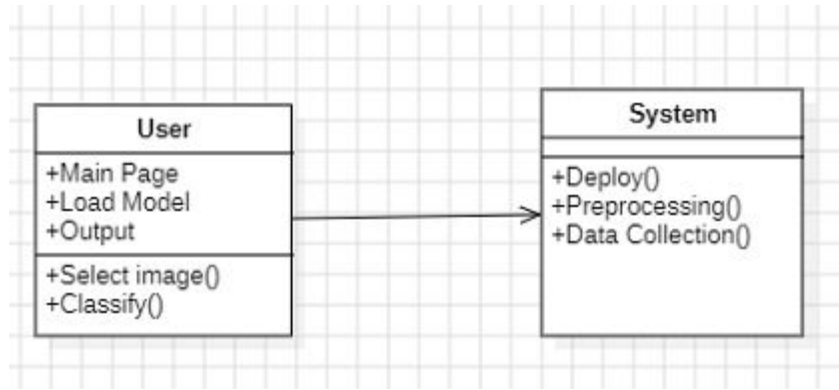 User
+Main Page
+Load Model
+Output
+Select image()
+Classify()
System
+Deploy()
+Preprocessing()
+Data Collection()